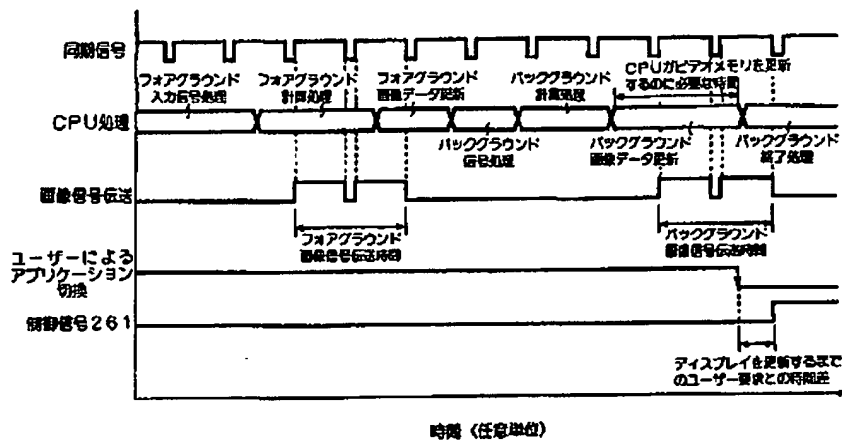 同期信号
フォアグラウンド
入力信号処理
フォアグラウンド
計算処理
フォアグラウンド
画像データ更新
バックグラウンド
計算処理
CPUがビデオメモリを更新
するのに必要な時間
CPU処理
バックグラウンド
信号処理
バックグラウンド
画像データ更新
バックグラウンド
終了処理
画像信号伝送
フォアグラウンド
画像信号伝送時間
バックグラウンド
画像信号伝送時間
ユーザーによる
アプリケーション
切換
制御信号261
ディスプレイを更新するまで
のユーザー要求との時間差
時間(任意単位)